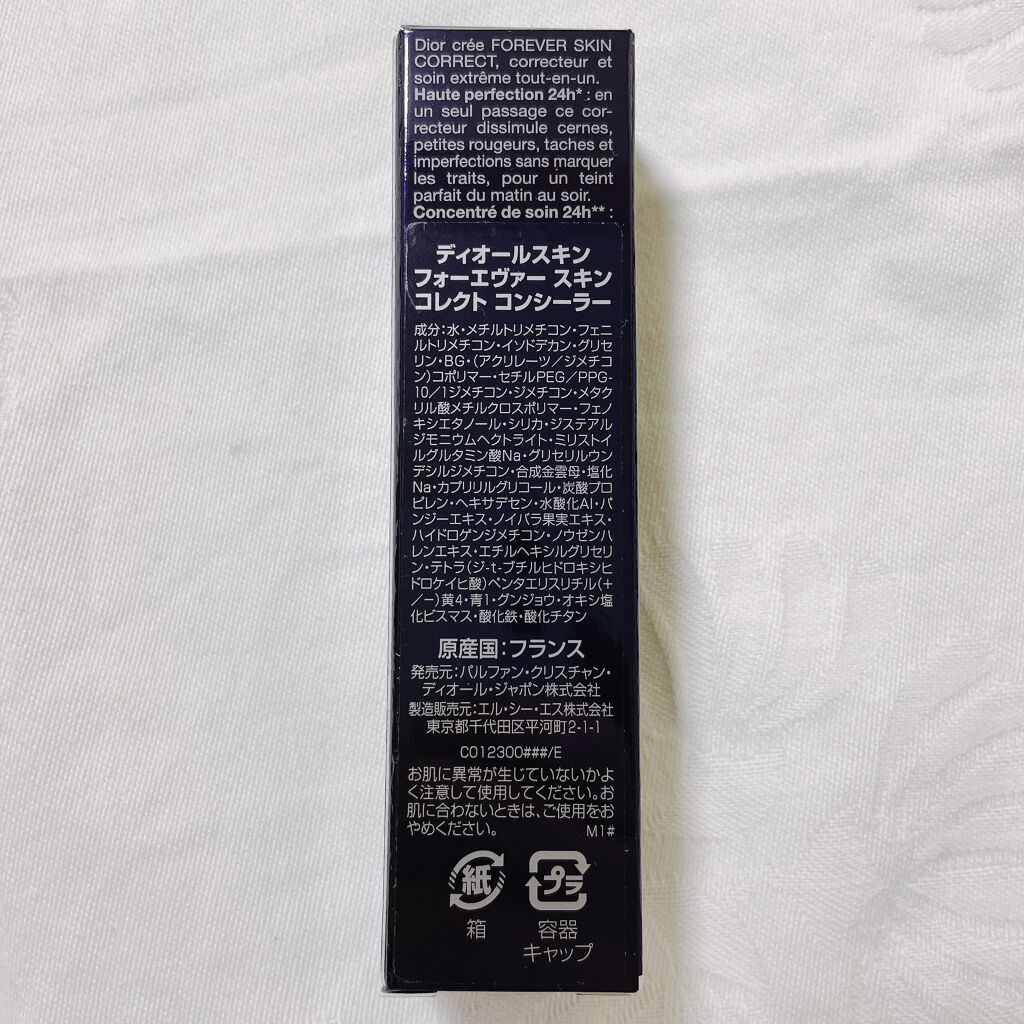 Dior crée FOREVER SKIN
CORRECT, correcteur et
soin extrême tout-en-un.
Haute perfection 24h* : en
un seul passage ce cor-
recteur dissimule cernes,
petites rougeurs, taches et
imperfections sans marquer
les traits, pour un teint
parfait du matin au soir.
Concentré de soin 24h** :
ディオールスキン
フォーエヴァー スキン
コレクト コンシーラー
成分：水・メチルトリメチコン・フェニ
ルトリメチコン・イソドデカン・グリセ
リン・BG・（アクリレーツ／ジメチコ
ン）コポリマー・セチルPEG／PPG-
10／1ジメチコン・ジメチコン・メタク
リル酸メチルクロスポリマー・フェノ
キシエタノール・シリカ・ジステアル
ジモニウムヘクトライト・ミリストイ
ルグルタミン酸Na・グリセリルウン
デシルジメチコン・合成金雲母・塩化
Na・カプリリルグリコール・炭酸プロ
ピレン・ヘキサデセン・水酸化Al・パ
ンジーエキス・ノイバラ果実エキス・
ハイドロゲンジメチコン・ノウゼンハ
レンエキス・エチルヘキシルグリセリ
ン・テトラ（ジ-t-ブチルヒドロキシヒ
ドロケイヒ酸）ペンタエリスリチル（+
／−）黄4・青1・グンジョウ・オキシ塩
化ビスマス・酸化鉄・酸化チタン
原産国：フランス
発売元：パルファン・クリスチャン・
ディオール・ジャポン株式会社
製造販売元：エル・シー・エス株式会社
東京都千代田区平河町2-1-1
C012300###/E
お肌に異常が生じていないかよ
く注意して使用してください。お
肌に合わないときは、ご使用をお
やめください。 M1#
紙 プラ
箱 容器
キャップ